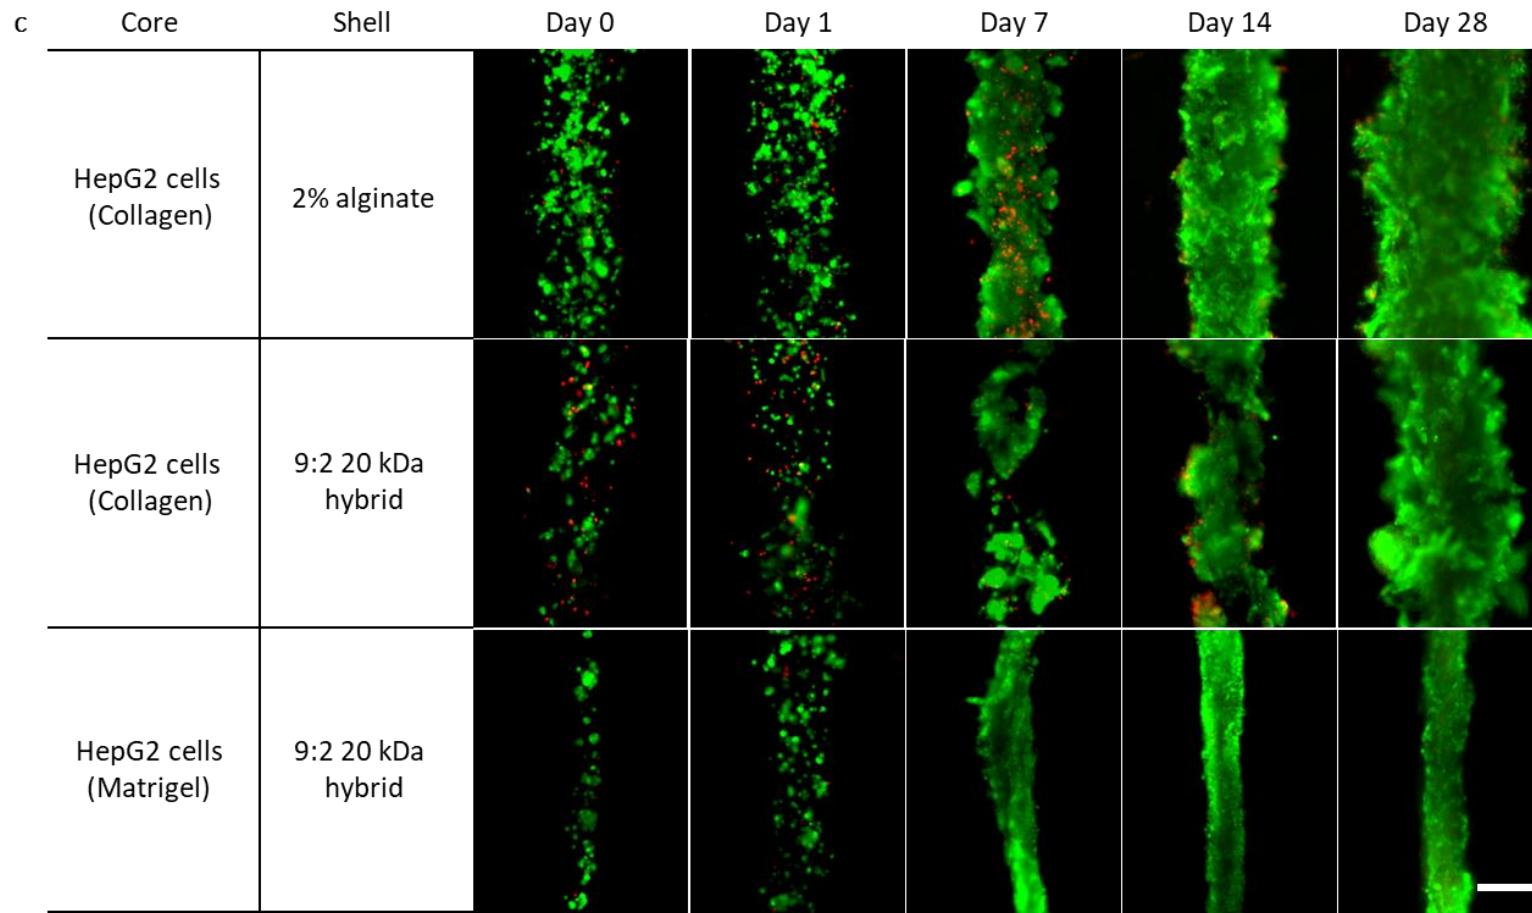 c Core Shell Day 0 Day 1 Day 7 Day 14 Day 28
HepG2 cells
(Collagen)
2% alginate
HepG2 cells
(Collagen)
9:2 20 kDa
hybrid
HepG2 cells
(Matrigel)
9:2 20 kDa
hybrid